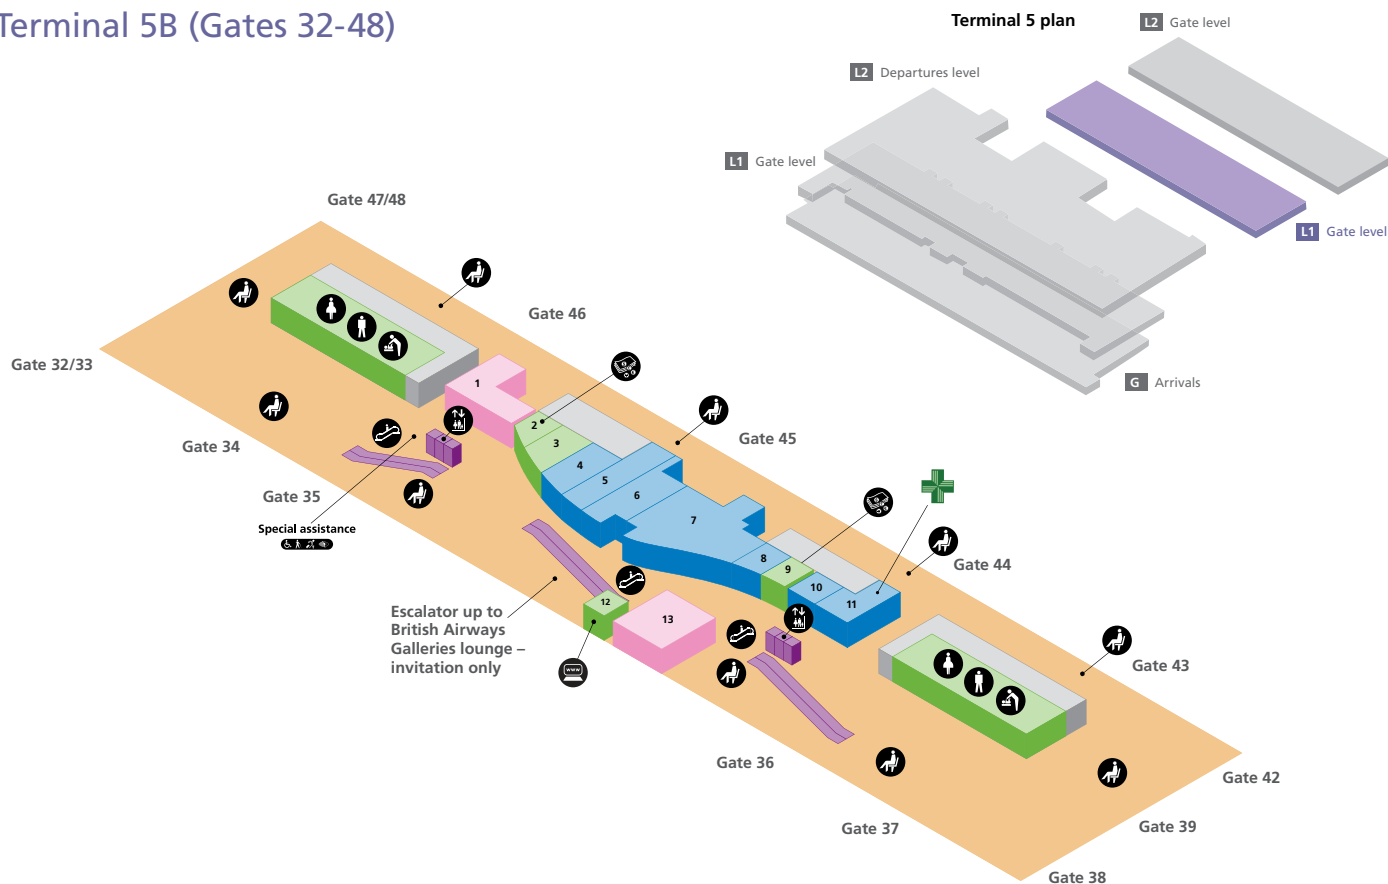 Terminal 5B (Gates 32-48)
Terminal 5 plan
L2 Gate level
L2 Departures level
L1 Gate level
L1 Gate level
G Arrivals
Gate 47/48
Gate 46
Gate 32/33
Gate 45
Gate 34
Gate 35
Special assistance
Gate 44
Escalator up to
British Airways
Galleries lounge –
invitation only
Gate 43
Gate 36
Gate 42
Gate 37
Gate 39
Gate 38
1
2
3
4
5
6
7
8
9
10
11
12
13
www